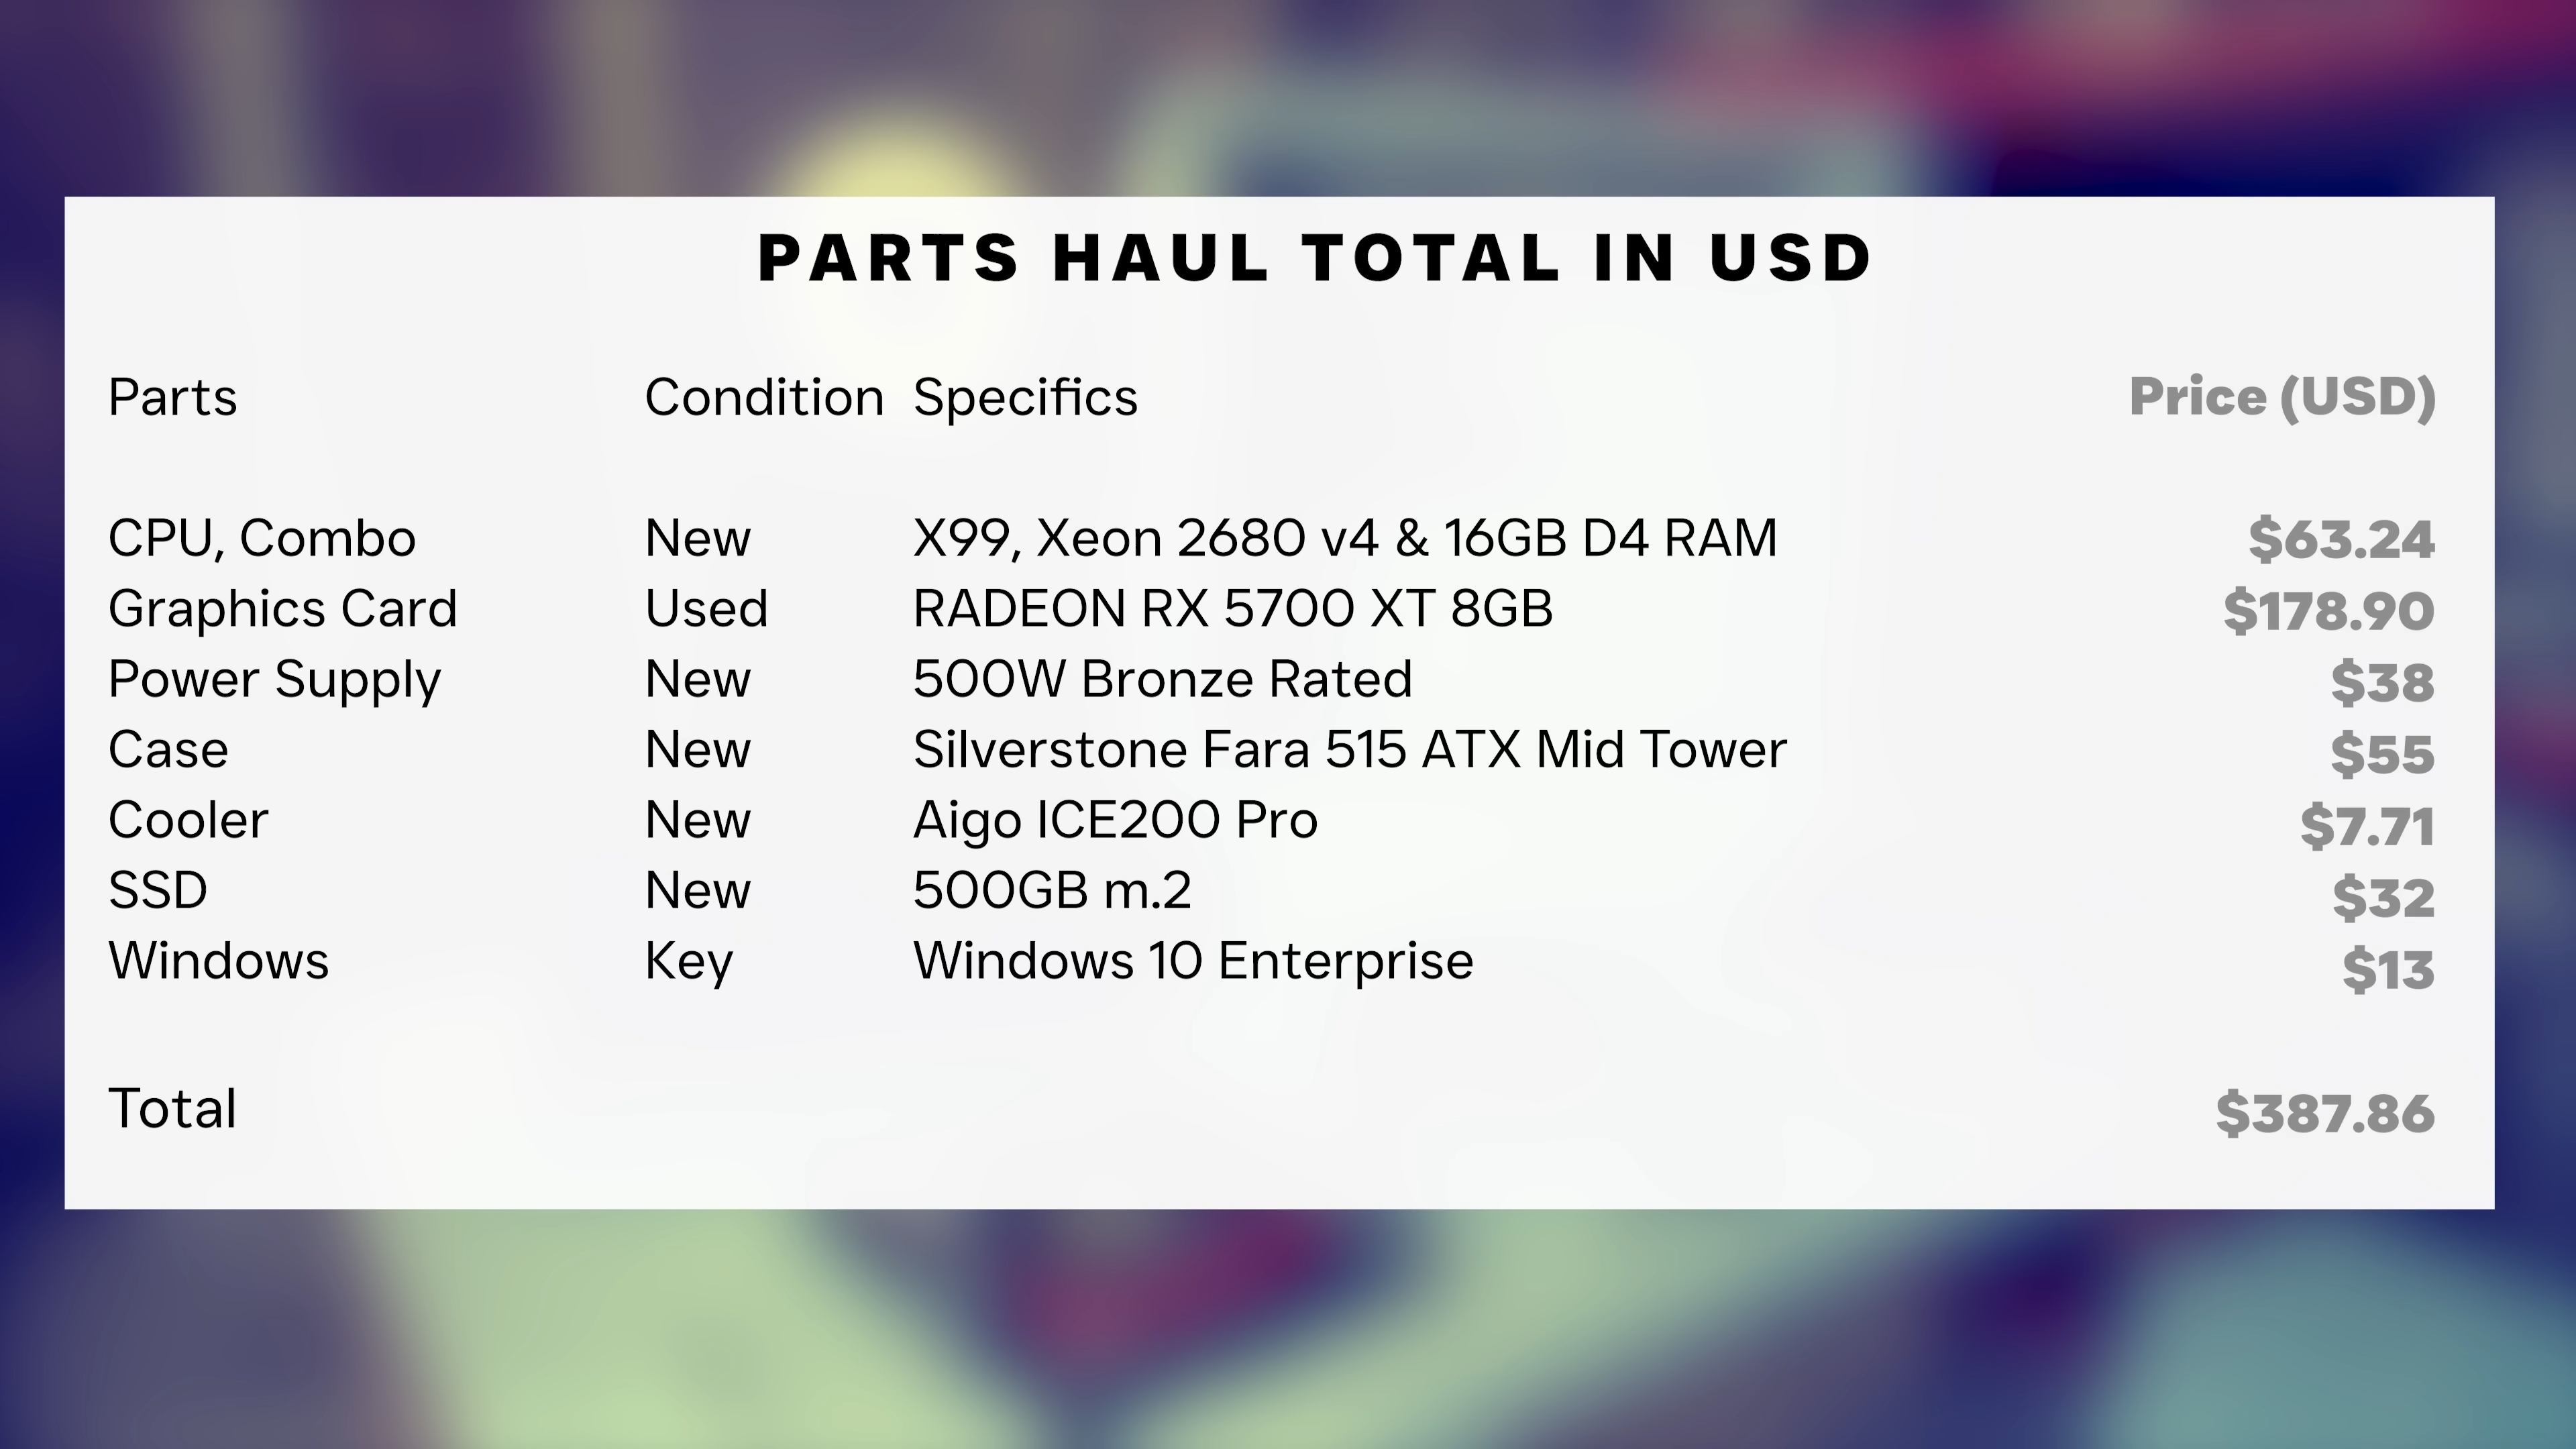 PARTS HAUL TOTAL IN USD
Parts Condition Specifics Price (USD)
CPU, Combo New X99, Xeon 2680 v4 & 16GB D4 RAM $63.24
Graphics Card Used RADEON RX 5700 XT 8GB $178.90
Power Supply New 500W Bronze Rated $38
Case New Silverstone Fara 515 ATX Mid Tower $55
Cooler New Aigo ICE200 Pro $7.71
SSD New 500GB m.2 $32
Windows Key Windows 10 Enterprise $13
Total $387.86